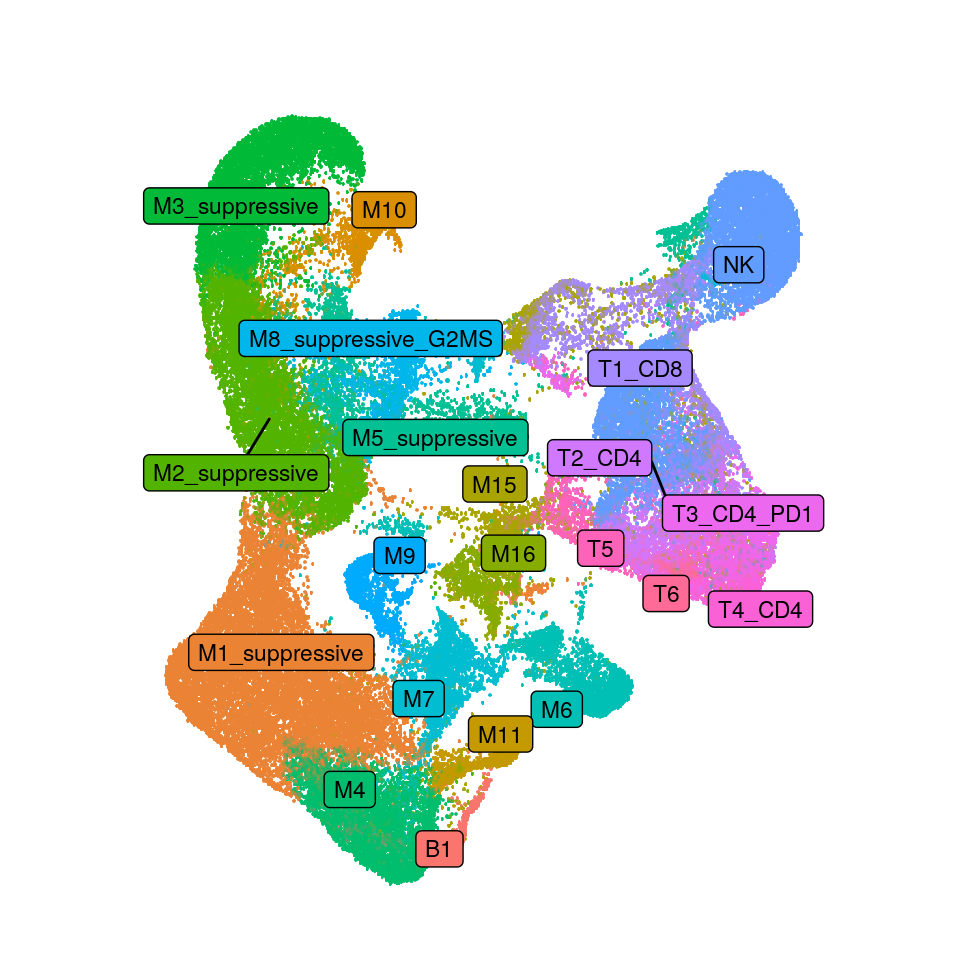 M3_suppressive
M10
NK
M8_suppressive_G2MS
T1_CD8
M5_suppressive
T2_CD4
M2_suppressive
M15
T3_CD4_PD1
M9
M16
T5
T6
T4_CD4
M1_suppressive
M7
M6
M11
M4
B1